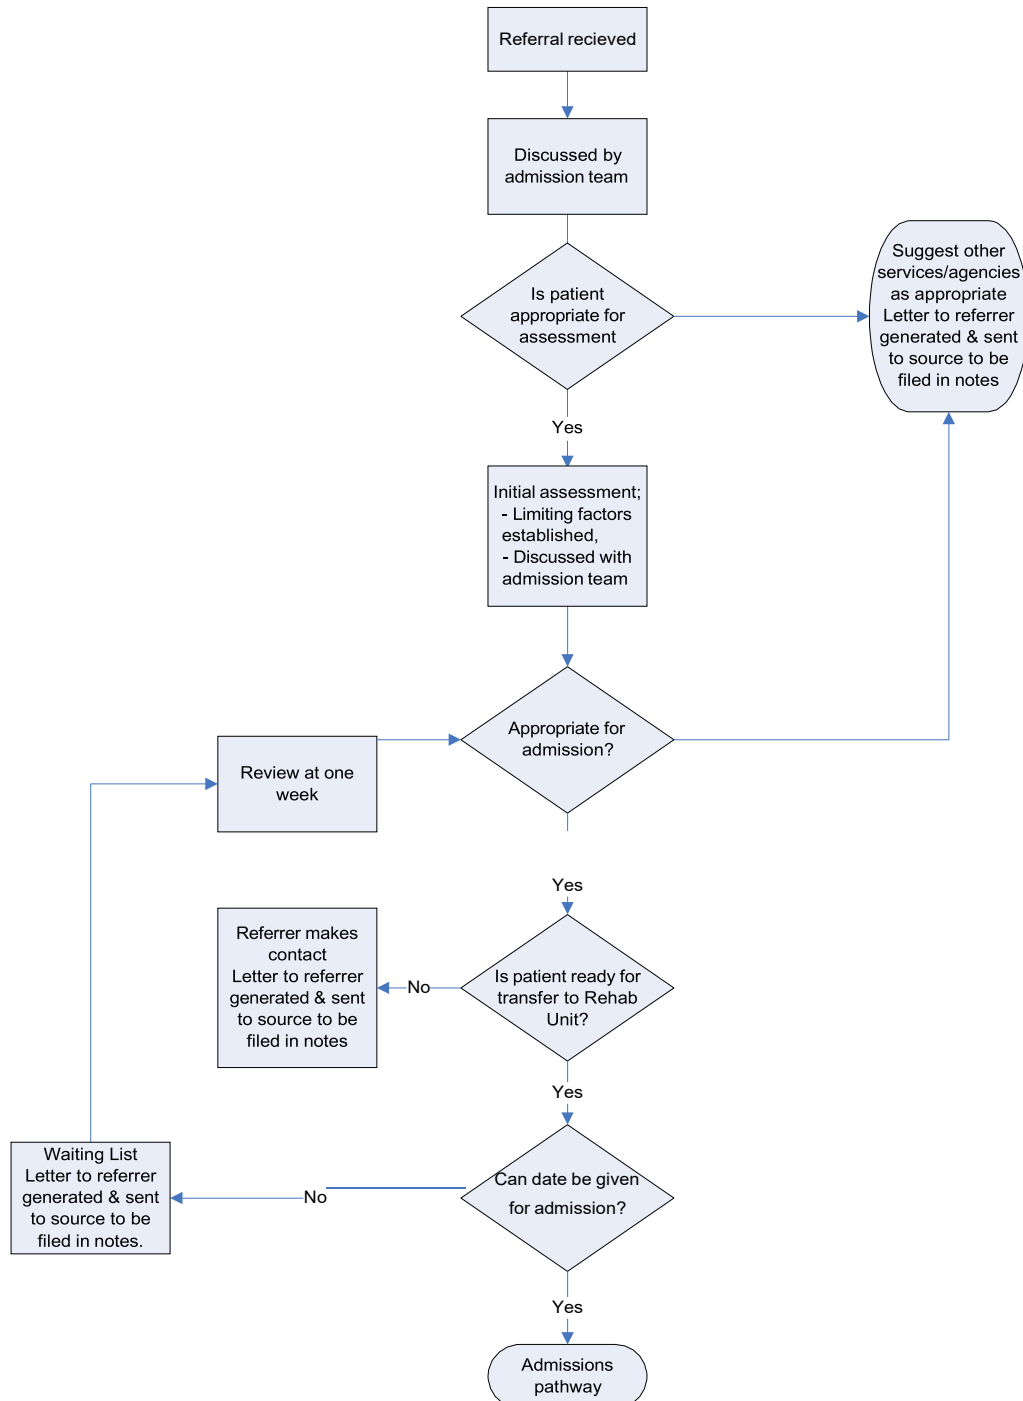 Referral recieved
Discussed by
admission team
Is patient
appropriate for
assessment
Suggest other
services/agencies
as appropriate
Letter to referrer
generated & sent
to source to be
filed in notes
Yes
Initial assessment;
- Limiting factors
established,
- Discussed with
admission team
Appropriate for
admission?
Review at one
week
Yes
Referrer makes
contact
Letter to referrer
generated & sent
to source to be
filed in notes
No
Is patient ready for
transfer to Rehab
Unit?
Yes
Waiting List
Letter to referrer
generated & sent
to source to be
filed in notes.
No
Can date be given
for admission?
Yes
Admissions
pathway